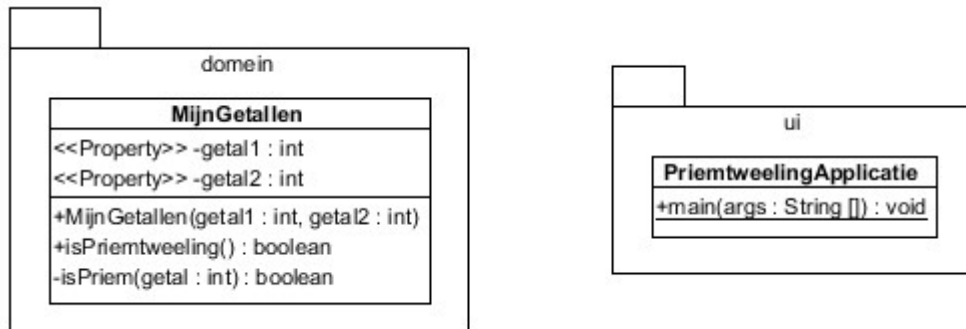 domein
MijnGetallen
<<Property>> -getal1 : int
<<Property>> -getal2 : int
+MijnGetallen(getal1 : int, getal2 : int)
+isPriemtweeling() : boolean
-isPriem(getal : int) : boolean
ui
PriemtweelingApplicatie
+main(args : String []) : void